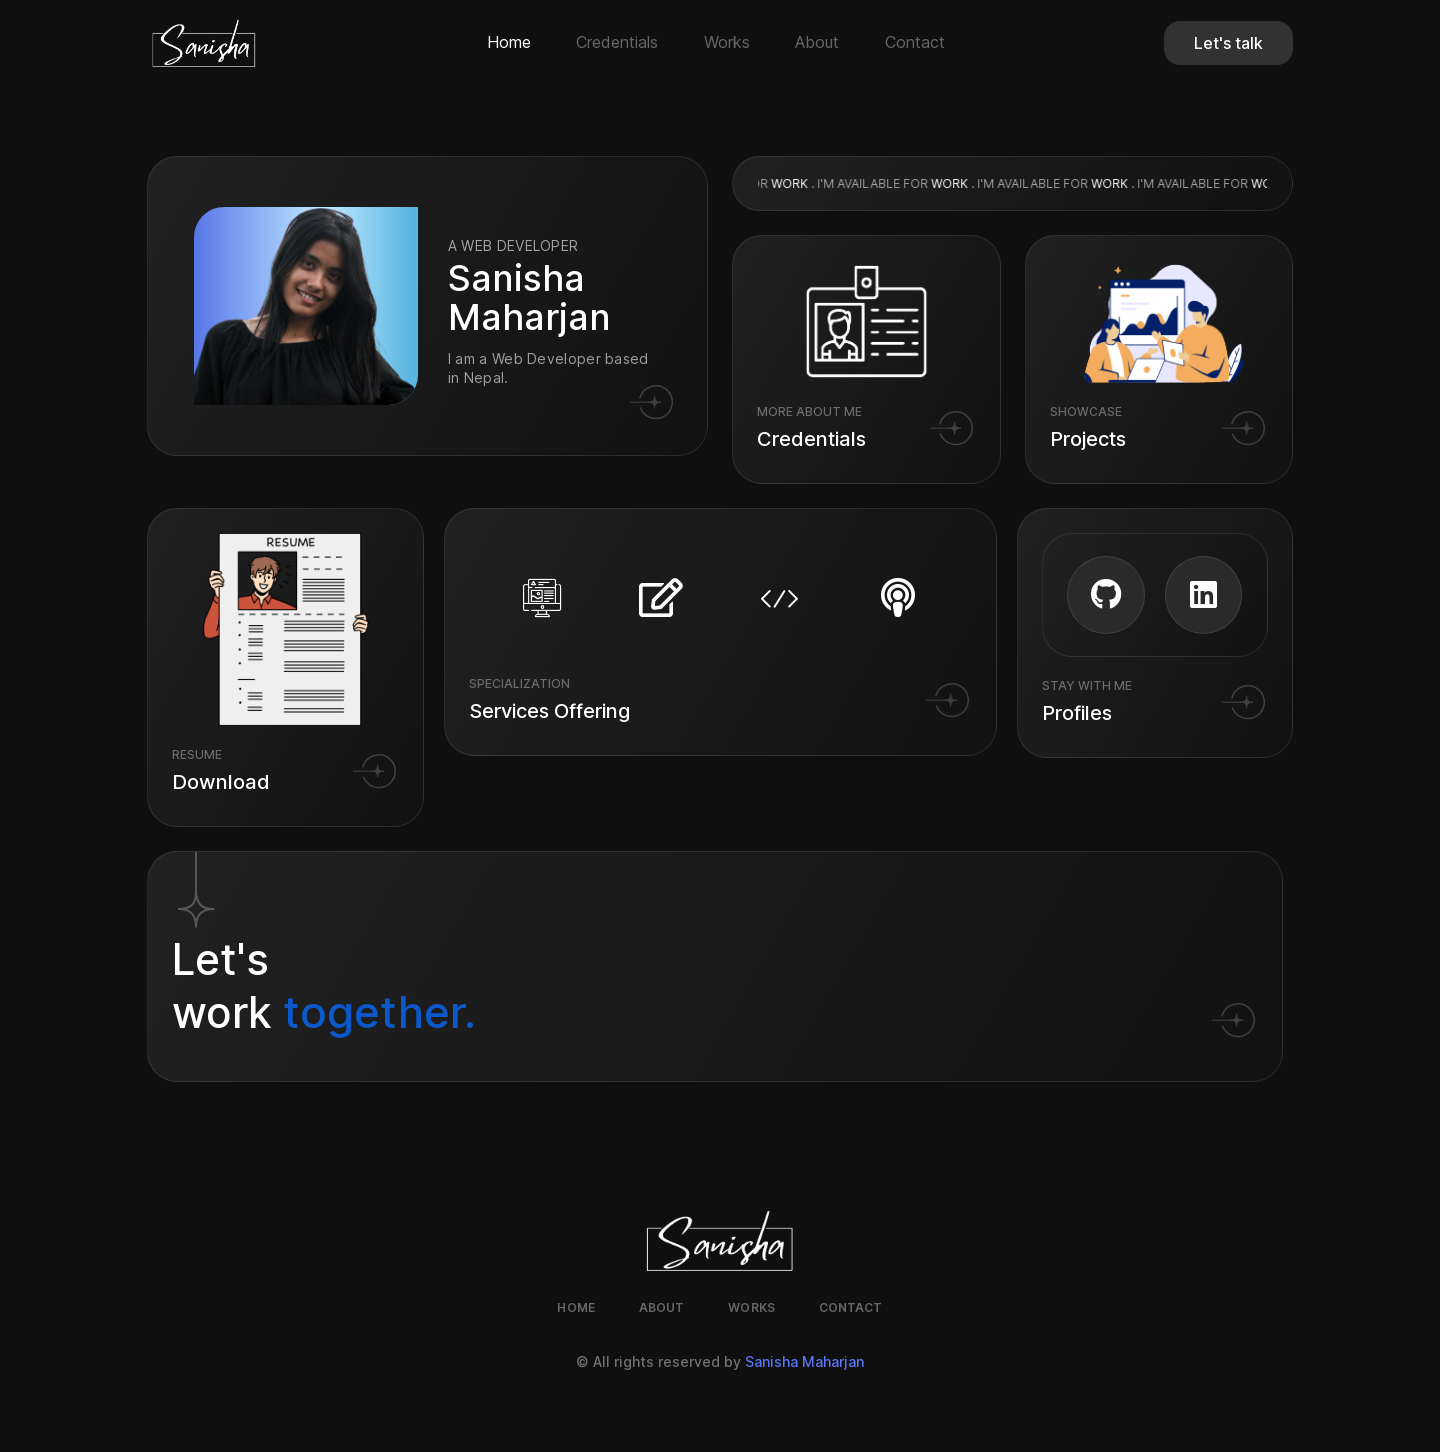 Sanisha
Home Credentials Works About Contact
Let's talk
OR WORK . I'M AVAILABLE FOR WORK . I'M AVAILABLE FOR WORK . I'M AVAILABLE FOR WO
A WEB DEVELOPER
Sanisha
Maharjan
I am a Web Developer based
in Nepal.
MORE ABOUT ME
Credentials
SHOWCASE
Projects
RESUME
RESUME
Download
SPECIALIZATION
Services Offering
STAY WITH ME
Profiles
Let's
work together.
Sanisha
HOME ABOUT WORKS CONTACT
© All rights reserved by Sanisha Maharjan